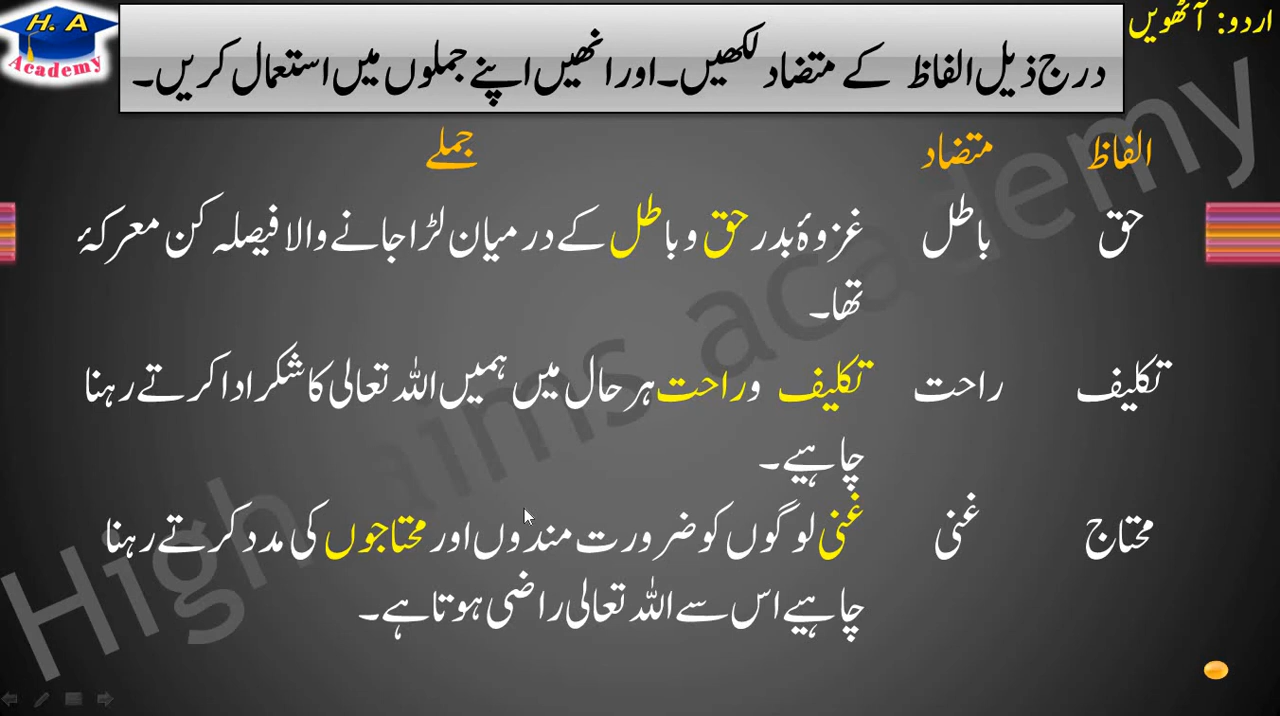 H. A
Academy
اردو: آٹھویں
درج ذیل الفاظ کے متضاد لکھیں۔ اور انھیں اپنے جملوں میں استعمال کریں۔
الفاظ متضاد جملے
حق باطل غزوۂ بدر حق و باطل کے درمیان لڑا جانے والا فیصلہ کن معرکۂ
تھا۔
تکلیف راحت تکلیف و راحت ہر حال میں ہمیں اللہ تعالی کا شکر ادا کرتے رہنا
چاہیے۔
محتاج غنی غنی لوگوں کو ضرورت مندوں اور محتاجوں کی مدد کرتے رہنا
چاہیے اس سے اللہ تعالی راضی ہوتا ہے۔
High aims academy